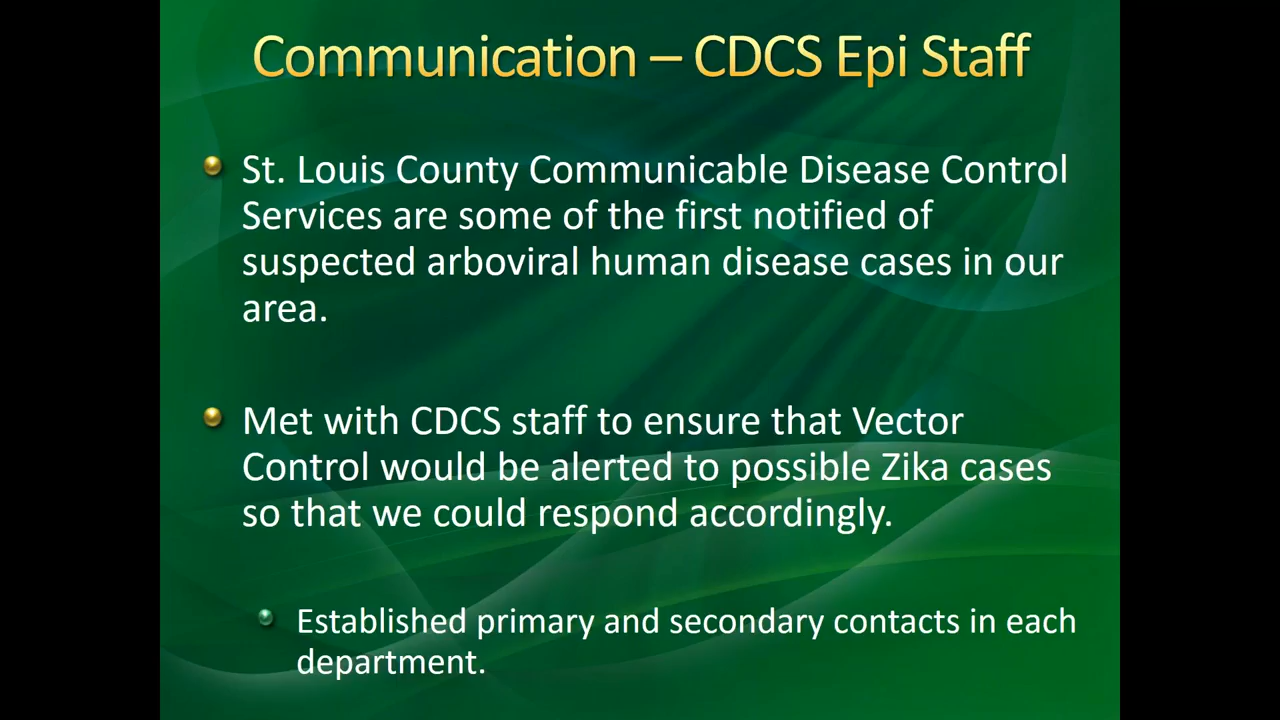 Communication – CDCS Epi Staff
St. Louis County Communicable Disease Control
Services are some of the first notified of
suspected arboviral human disease cases in our
area.
Met with CDCS staff to ensure that Vector
Control would be alerted to possible Zika cases
so that we could respond accordingly.
Established primary and secondary contacts in each
department.